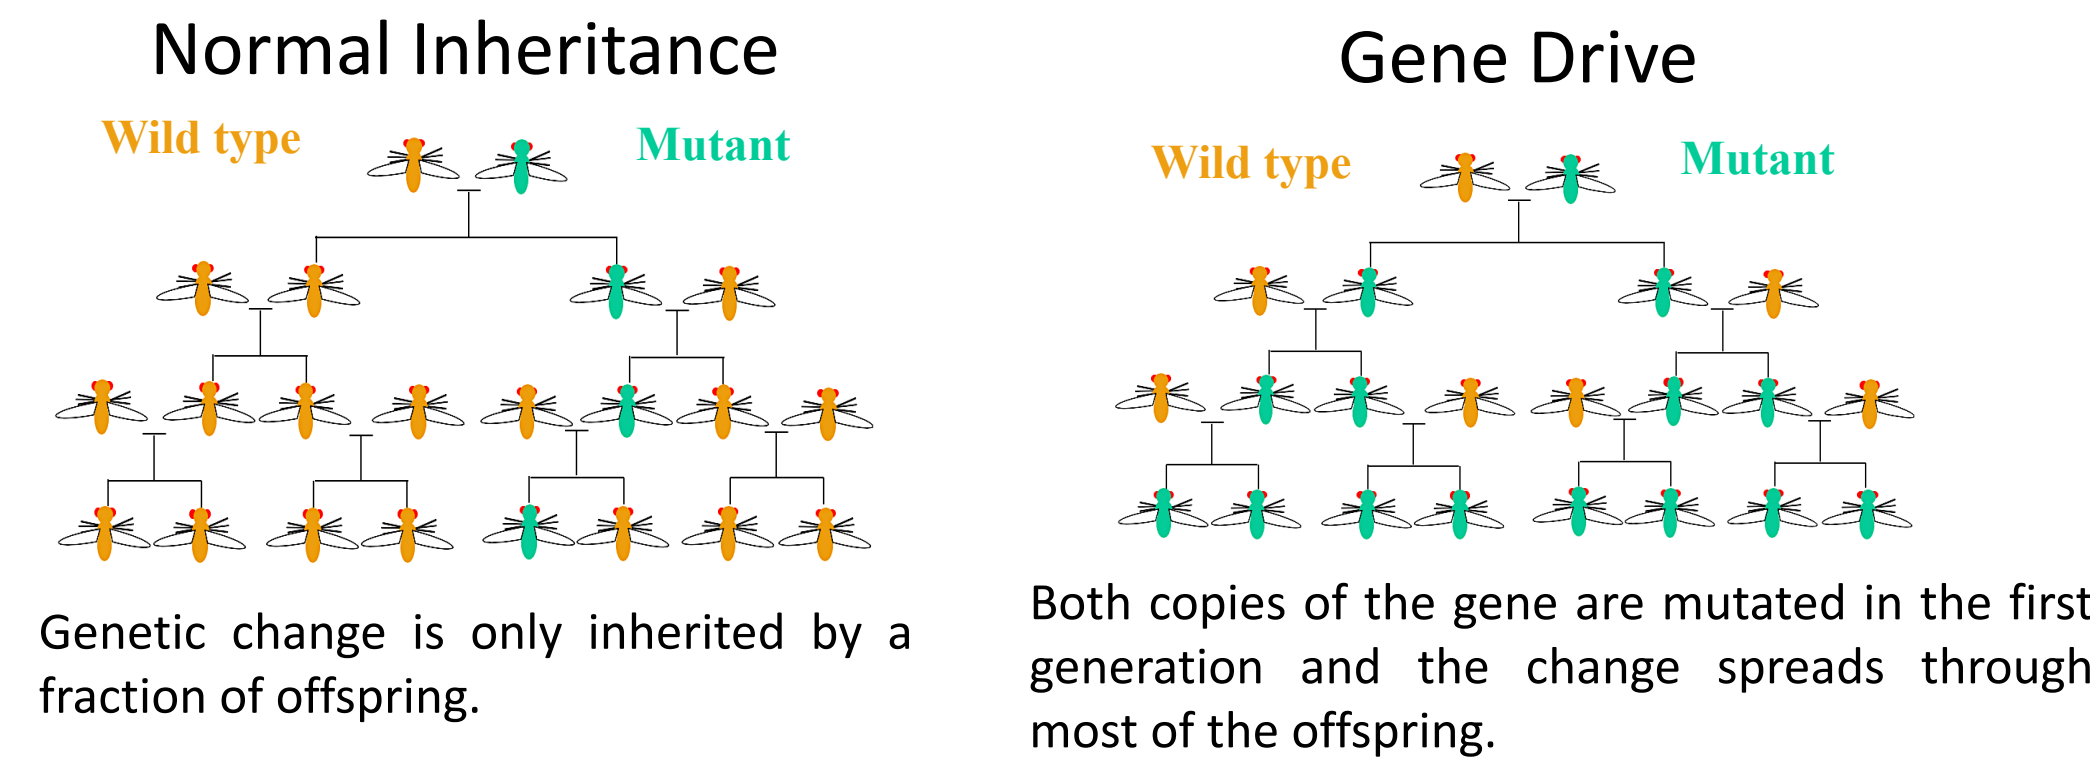 Normal Inheritance
Wild type
Mutant
Genetic change is only inherited by a
fraction of offspring.
Gene Drive
Wild type
Mutant
Both copies of the gene are mutated in the first
generation and the change spreads through
most of the offspring.